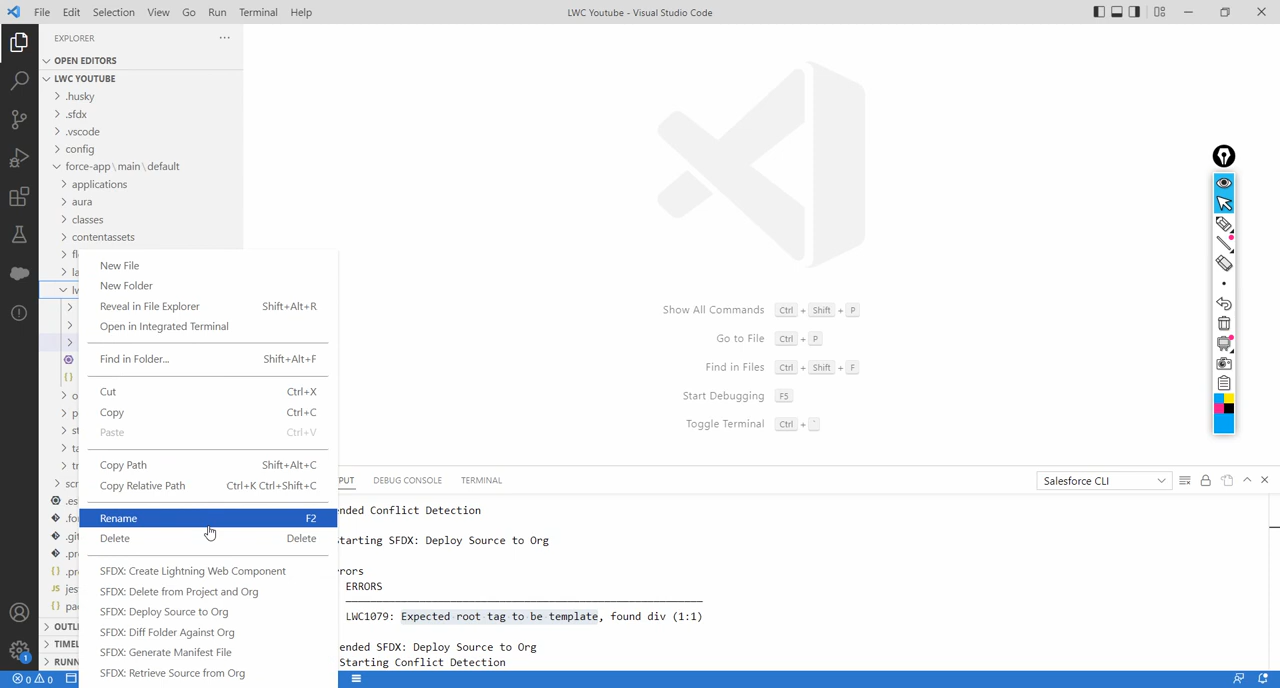 File Edit Selection View Go Run Terminal Help
LWC Youtube - Visual Studio Code
EXPLORER
OPEN EDITORS
LWC YOUTUBE
.husky
.sfdx
.vscode
config
force-app\main\default
applications
aura
classes
contentassets
New File
New Folder
Reveal in File Explorer Shift+Alt+R
Open in Integrated Terminal
Find in Folder... Shift+Alt+F
Cut Ctrl+X
Copy Ctrl+C
Paste Ctrl+V
Copy Path Shift+Alt+C
Copy Relative Path Ctrl+K Ctrl+Shift+C
Rename F2
Delete Delete
SFDX: Create Lightning Web Component
SFDX: Delete from Project and Org
SFDX: Deploy Source to Org
SFDX: Diff Folder Against Org
SFDX: Generate Manifest File
SFDX: Retrieve Source from Org
Show All Commands Ctrl + Shift + P
Go to File Ctrl + P
Find in Files Ctrl + Shift + F
Start Debugging F5
Toggle Terminal Ctrl + `
PUT DEBUG CONSOLE TERMINAL
Salesforce CLI
nded Conflict Detection
tarting SFDX: Deploy Source to Org
rors
ERRORS
LWC1079: Expected root tag to be template, found div (1:1)
ended SFDX: Deploy Source to Org
Starting Conflict Detection
OUTLI
TIMEL
RUNN
1
0 0